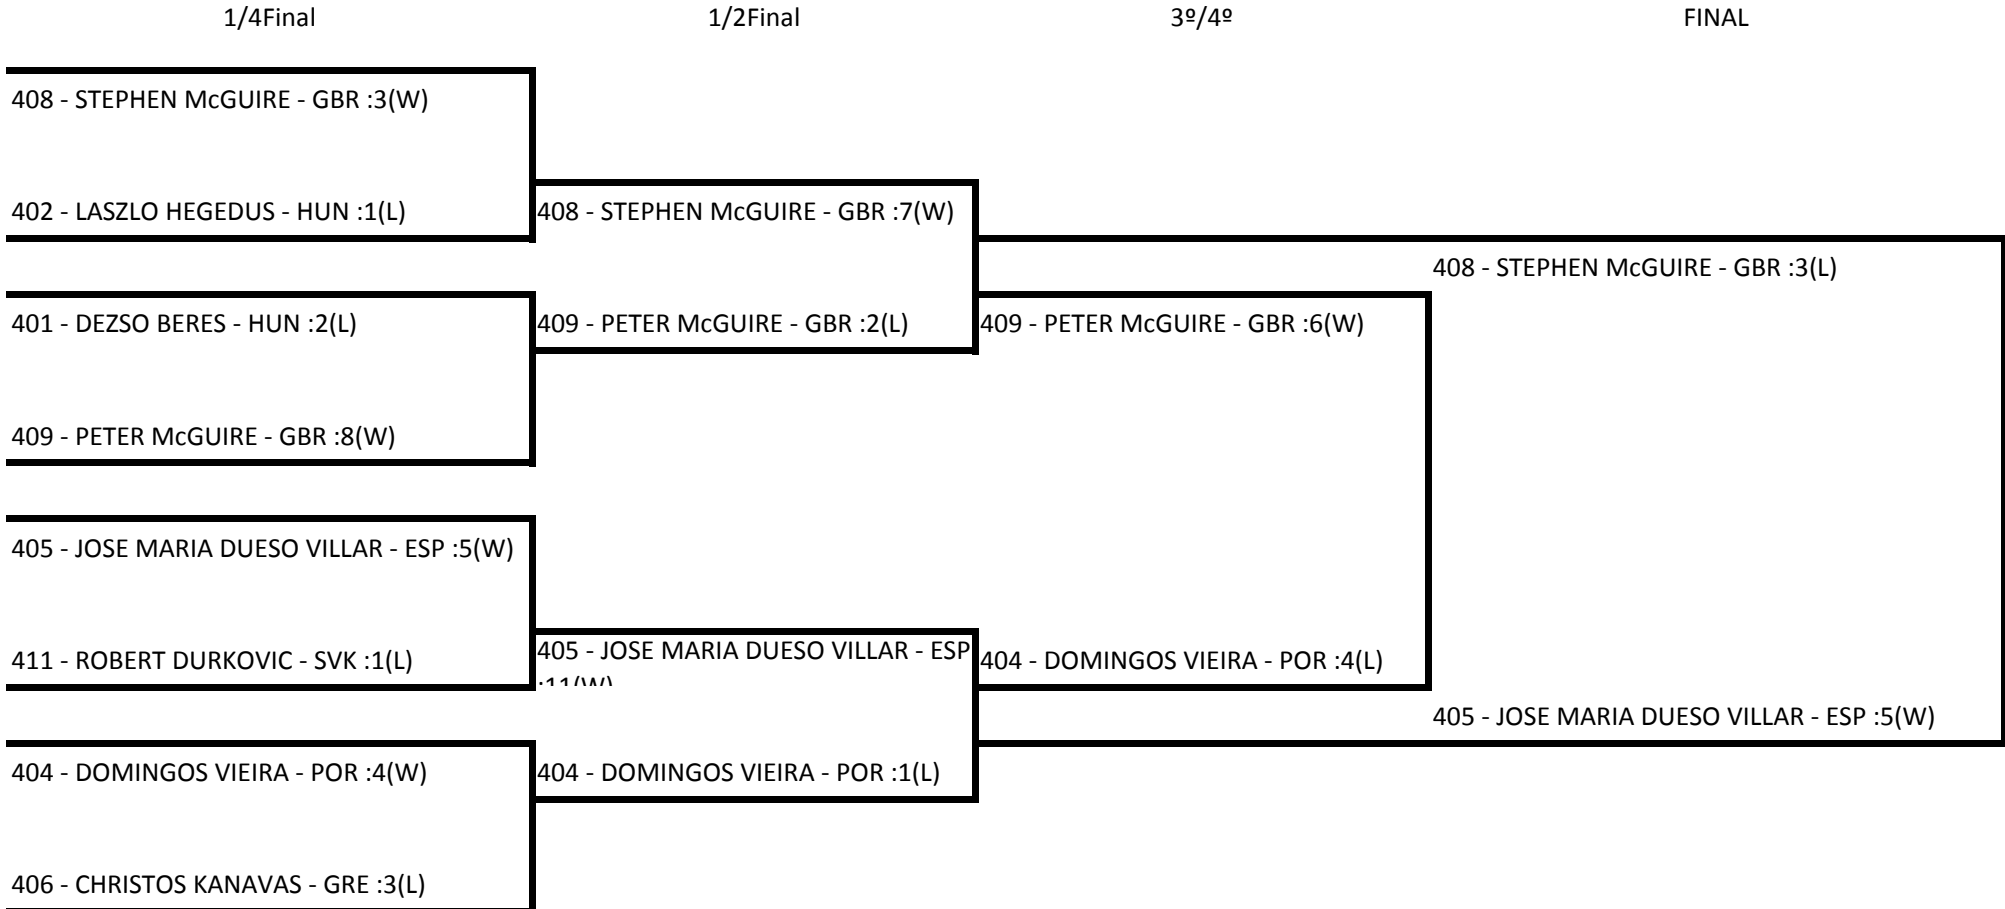 1/4Final
1/2Final
3º/4º
FINAL
408 - STEPHEN McGUIRE - GBR :3(W)
402 - LASZLO HEGEDUS - HUN :1(L)
401 - DEZSO BERES - HUN :2(L)
409 - PETER McGUIRE - GBR :8(W)
405 - JOSE MARIA DUESO VILLAR - ESP :5(W)
411 - ROBERT DURKOVIC - SVK :1(L)
404 - DOMINGOS VIEIRA - POR :4(W)
406 - CHRISTOS KANAVAS - GRE :3(L)
408 - STEPHEN McGUIRE - GBR :7(W)
409 - PETER McGUIRE - GBR :2(L)
405 - JOSE MARIA DUESO VILLAR - ESP
:11(W)
404 - DOMINGOS VIEIRA - POR :1(L)
409 - PETER McGUIRE - GBR :6(W)
404 - DOMINGOS VIEIRA - POR :4(L)
408 - STEPHEN McGUIRE - GBR :3(L)
405 - JOSE MARIA DUESO VILLAR - ESP :5(W)